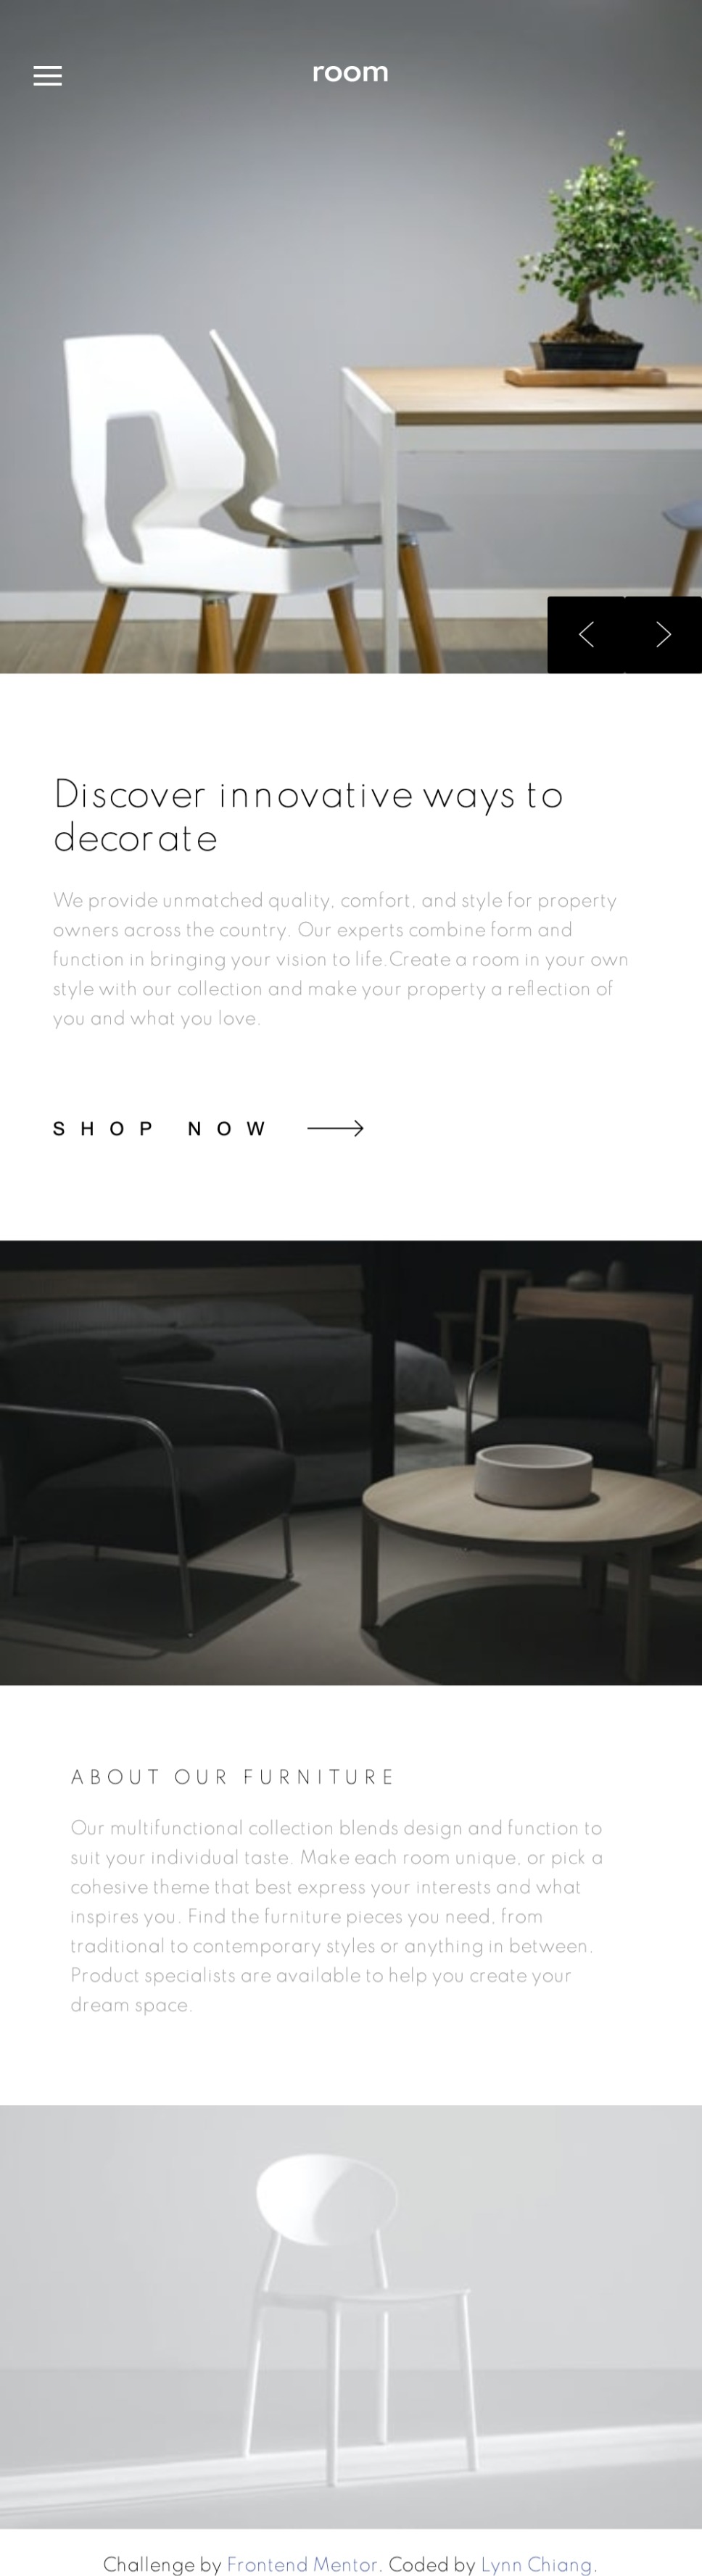 room
Discover innovative ways to
decorate
We provide unmatched quality, comfort, and style for property
owners across the country. Our experts combine form and
function in bringing your vision to life.Create a room in your own
style with our collection and make your property a reflection of
you and what you love.
SHOP NOW
ABOUT OUR FURNITURE
Our multifunctional collection blends design and function to
suit your individual taste. Make each room unique, or pick a
cohesive theme that best express your interests and what
inspires you. Find the furniture pieces you need, from
traditional to contemporary styles or anything in between.
Product specialists are available to help you create your
dream space.
Challenge by Frontend Mentor. Coded by Lynn Chiang.